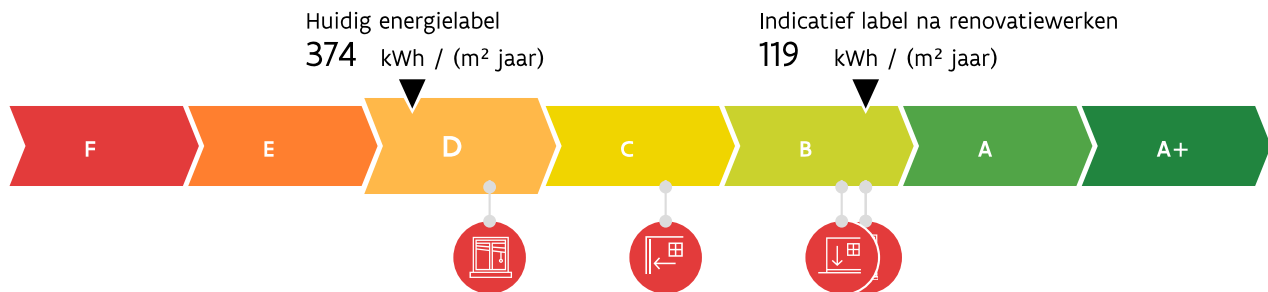 Huidig energielabel
374 kWh / (m² jaar)
Indicatief label na renovatiewerken
119 kWh / (m² jaar)
F E D C B A A+